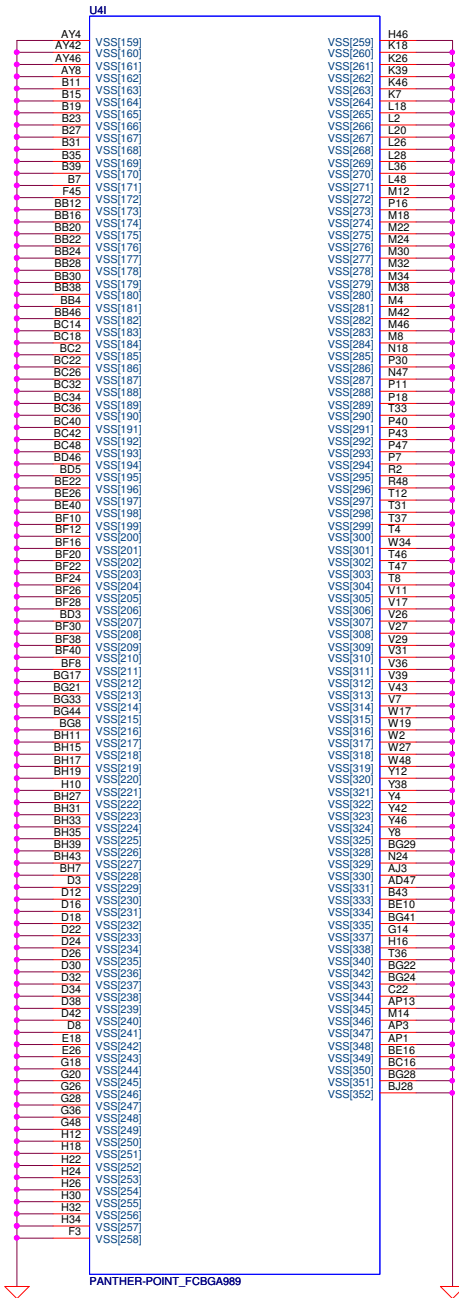 U4I
AY4 VSS[159]
AY42 VSS[160]
AY46 VSS[161]
AY8 VSS[162]
B11 VSS[163]
B15 VSS[164]
B19 VSS[165]
B23 VSS[166]
B27 VSS[167]
B31 VSS[168]
B35 VSS[169]
B39 VSS[170]
B7 VSS[171]
F45 VSS[172]
BB12 VSS[173]
BB16 VSS[174]
BB20 VSS[175]
BB22 VSS[176]
BB24 VSS[177]
BB28 VSS[178]
BB30 VSS[179]
BB38 VSS[180]
BB4 VSS[181]
BB46 VSS[182]
BC14 VSS[183]
BC18 VSS[184]
BC2 VSS[185]
BC22 VSS[186]
BC26 VSS[187]
BC32 VSS[188]
BC34 VSS[189]
BC36 VSS[190]
BC40 VSS[191]
BC42 VSS[192]
BC48 VSS[193]
BD46 VSS[194]
BD5 VSS[195]
BE22 VSS[196]
BE26 VSS[197]
BE40 VSS[198]
BF10 VSS[199]
BF12 VSS[200]
BF16 VSS[201]
BF20 VSS[202]
BF22 VSS[203]
BF24 VSS[204]
BF26 VSS[205]
BF28 VSS[206]
BD3 VSS[207]
BF30 VSS[208]
BF38 VSS[209]
BF40 VSS[210]
BF8 VSS[211]
BG17 VSS[212]
BG21 VSS[213]
BG33 VSS[214]
BG44 VSS[215]
BG8 VSS[216]
BH11 VSS[217]
BH15 VSS[218]
BH17 VSS[219]
BH19 VSS[220]
H10 VSS[221]
BH27 VSS[222]
BH31 VSS[223]
BH33 VSS[224]
BH35 VSS[225]
BH39 VSS[226]
BH43 VSS[227]
BH7 VSS[228]
D3 VSS[229]
D12 VSS[230]
D16 VSS[231]
D18 VSS[232]
D22 VSS[233]
D24 VSS[234]
D26 VSS[235]
D30 VSS[236]
D32 VSS[237]
D34 VSS[238]
D38 VSS[239]
D42 VSS[240]
D8 VSS[241]
E18 VSS[242]
E26 VSS[243]
G18 VSS[244]
G20 VSS[245]
G26 VSS[246]
G28 VSS[247]
G36 VSS[248]
G48 VSS[249]
H12 VSS[250]
H18 VSS[251]
H22 VSS[252]
H24 VSS[253]
H26 VSS[254]
H30 VSS[255]
H32 VSS[256]
H34 VSS[257]
F3 VSS[258]
VSS[259] H46
VSS[260] K18
VSS[261] K26
VSS[262] K39
VSS[263] K46
VSS[264] K7
VSS[265] L18
VSS[266] L2
VSS[267] L20
VSS[268] L26
VSS[269] L28
VSS[270] L36
VSS[271] L48
VSS[272] M12
VSS[273] P16
VSS[274] M18
VSS[275] M22
VSS[276] M24
VSS[277] M30
VSS[278] M32
VSS[279] M34
VSS[280] M38
VSS[281] M4
VSS[282] M42
VSS[283] M46
VSS[284] M8
VSS[285] N18
VSS[286] P30
VSS[287] N47
VSS[288] P11
VSS[289] P18
VSS[290] T33
VSS[291] P40
VSS[292] P43
VSS[293] P47
VSS[294] P7
VSS[295] R2
VSS[296] R48
VSS[297] T12
VSS[298] T31
VSS[299] T37
VSS[300] T4
VSS[301] W34
VSS[302] T46
VSS[303] T47
VSS[304] T8
VSS[305] V11
VSS[306] V17
VSS[307] V26
VSS[308] V27
VSS[309] V29
VSS[310] V31
VSS[311] V36
VSS[312] V39
VSS[313] V43
VSS[314] V7
VSS[315] W17
VSS[316] W19
VSS[317] W2
VSS[318] W27
VSS[319] W48
VSS[320] Y12
VSS[321] Y38
VSS[322] Y4
VSS[323] Y42
VSS[324] Y46
VSS[325] Y8
VSS[328] BG29
VSS[329] N24
VSS[330] AJ3
VSS[331] AD47
VSS[333] B43
VSS[334] BE10
VSS[335] BG41
VSS[337] G14
VSS[338] H16
VSS[340] T36
VSS[342] BG22
VSS[343] BG24
VSS[344] C22
VSS[345] AP13
VSS[346] M14
VSS[347] AP3
VSS[348] AP1
VSS[349] BE16
VSS[350] BC16
VSS[351] BG28
VSS[352] BJ28
PANTHER-POINT_FCBGA989